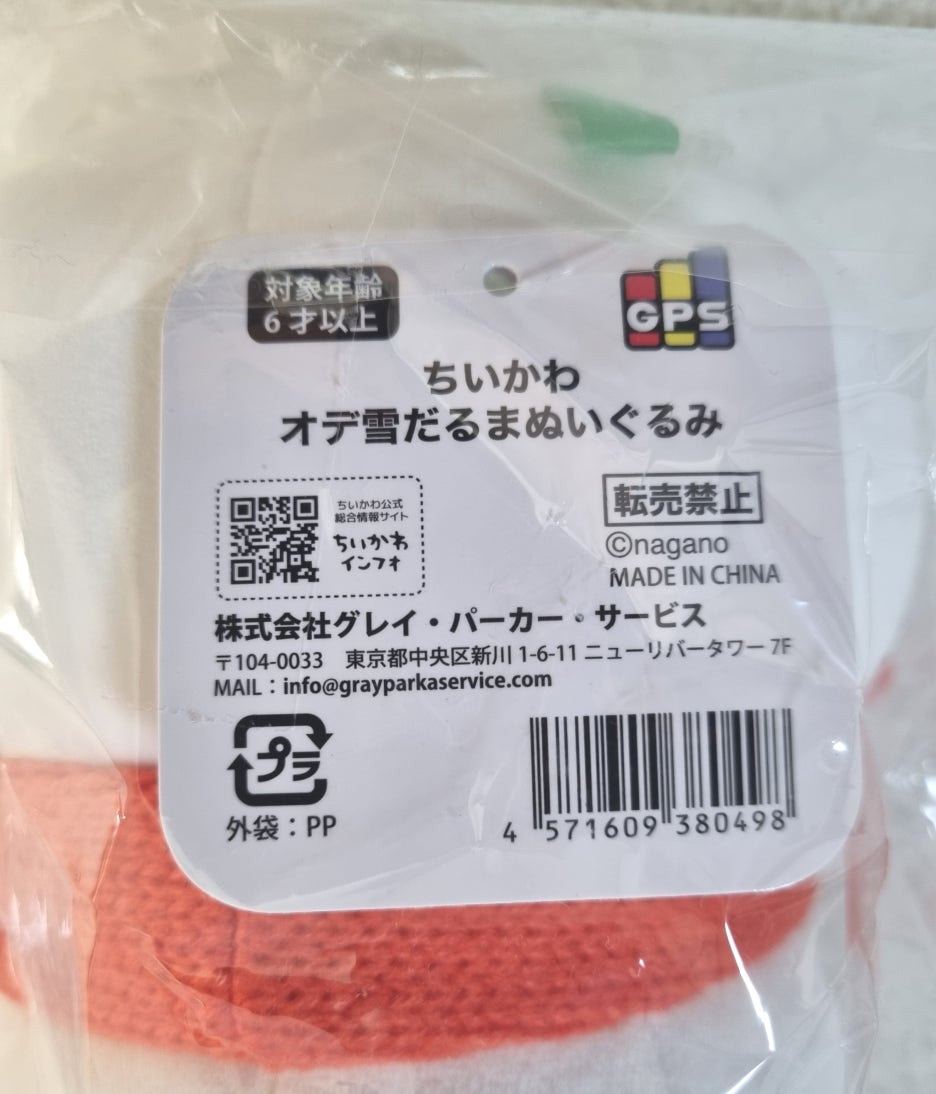 対象年齢
6才以上
GPS
ちいかわ
オデ雪だるまぬいぐるみ
ちいかわ公式
総合情報サイト
ちいかわ
インフォ
転売禁止
©nagano
MADE IN CHINA
株式会社グレイ・パーカー・サービス
〒104-0033 東京都中央区新川1-6-11 ニューリバータワー 7F
MAIL:info@grayparkaservice.com
プラ
外袋:PP
4 571609 380498